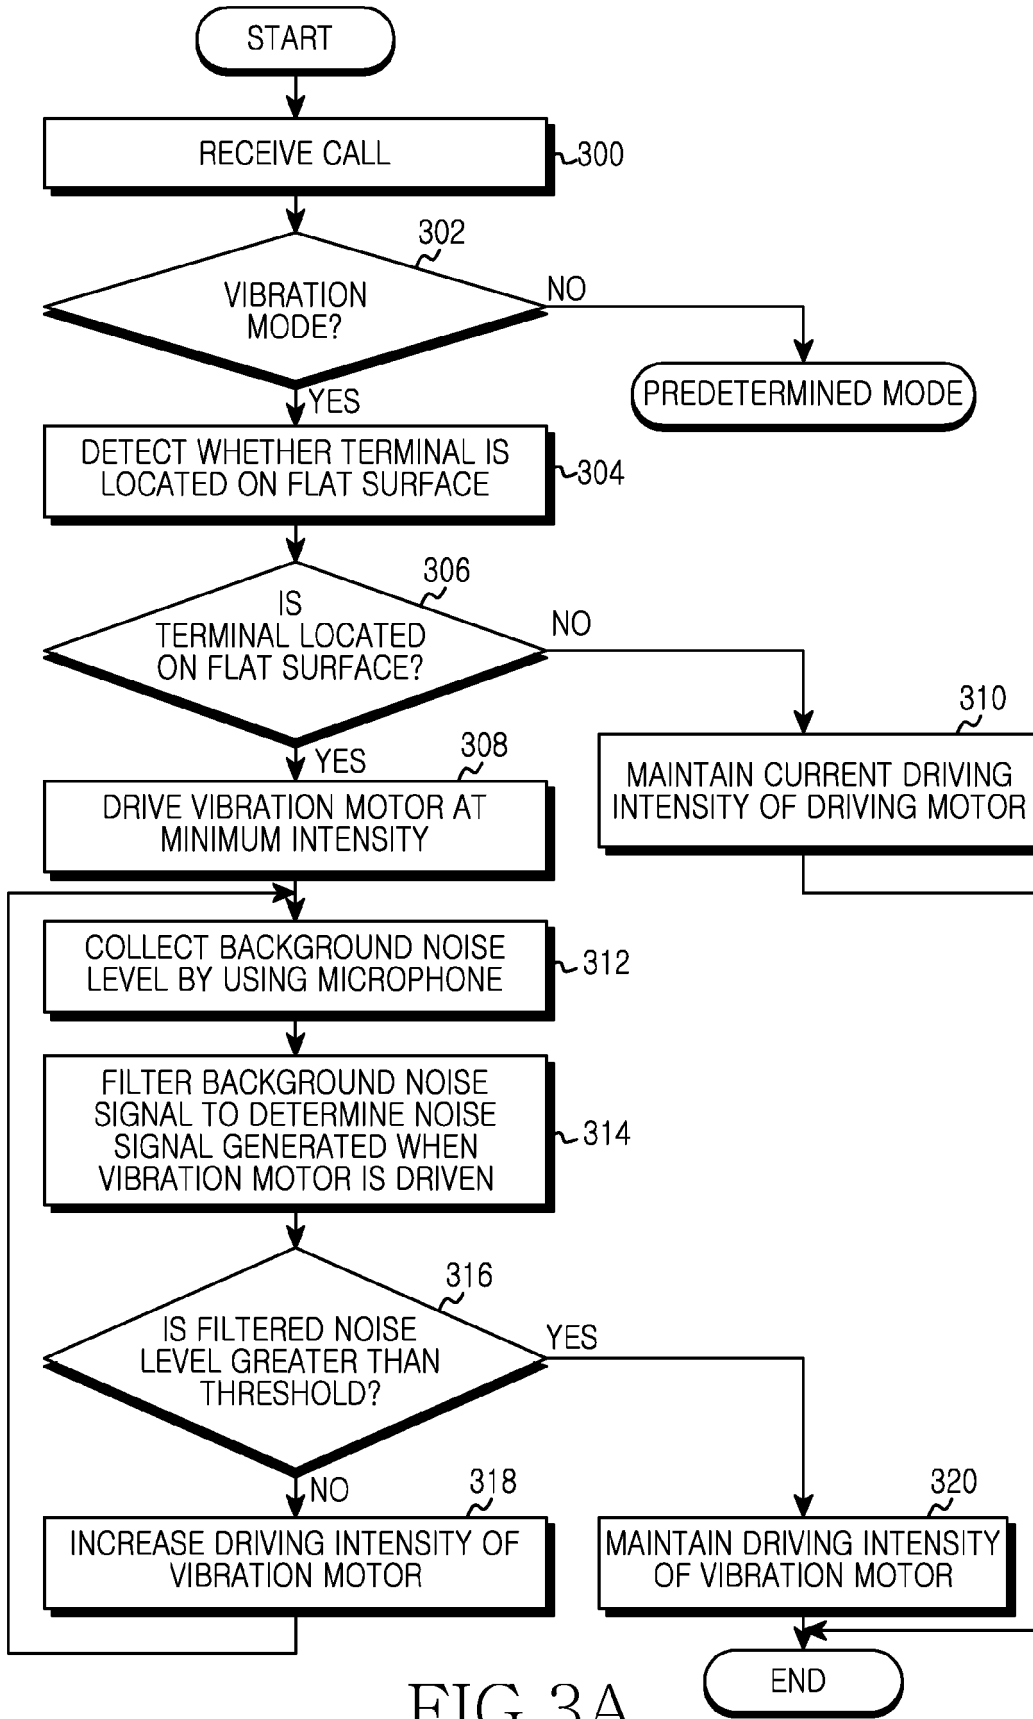 START
RECEIVE CALL
300
302
VIBRATION
MODE?
NO
YES
PREDETERMINED MODE
DETECT WHETHER TERMINAL IS
LOCATED ON FLAT SURFACE
304
306
IS
TERMINAL LOCATED
ON FLAT SURFACE?
NO
YES
308
310
DRIVE VIBRATION MOTOR AT
MINIMUM INTENSITY
MAINTAIN CURRENT DRIVING
INTENSITY OF DRIVING MOTOR
COLLECT BACKGROUND NOISE
LEVEL BY USING MICROPHONE
312
FILTER BACKGROUND NOISE
SIGNAL TO DETERMINE NOISE
SIGNAL GENERATED WHEN
VIBRATION MOTOR IS DRIVEN
314
316
IS FILTERED NOISE
LEVEL GREATER THAN
THRESHOLD?
YES
NO
318
320
INCREASE DRIVING INTENSITY OF
VIBRATION MOTOR
MAINTAIN DRIVING INTENSITY
OF VIBRATION MOTOR
END
FIG.3A